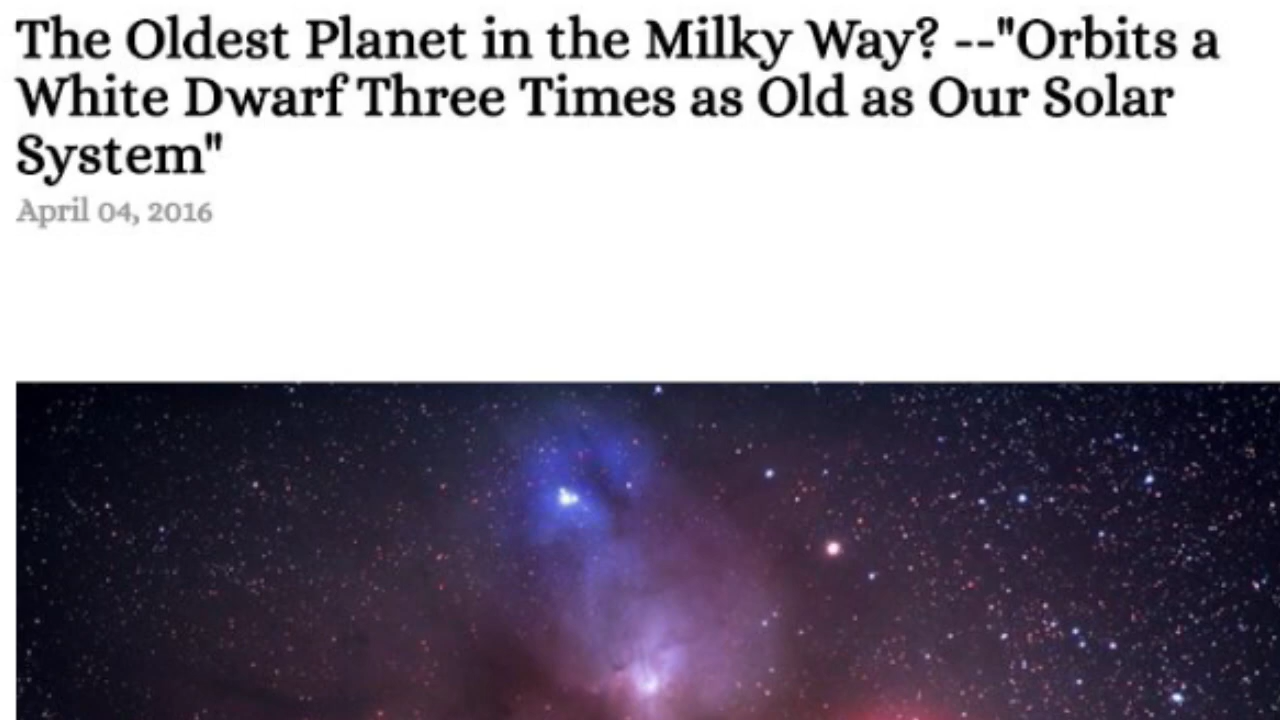 The Oldest Planet in the Milky Way? --"Orbits a
White Dwarf Three Times as Old as Our Solar
System"
April 04, 2016